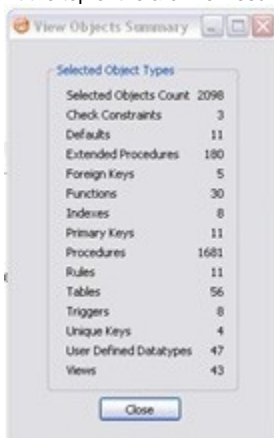 View Objects Summary
Selected Object Types
Selected Objects Count 2098
Check Constraints 3
Defaults 11
Extended Procedures 180
Foreign Keys 5
Functions 30
Indexes 8
Primary Keys 11
Procedures 1681
Rules 11
Tables 56
Triggers 8
Unique Keys 4
User Defined Datatypes 47
Views 43
Close